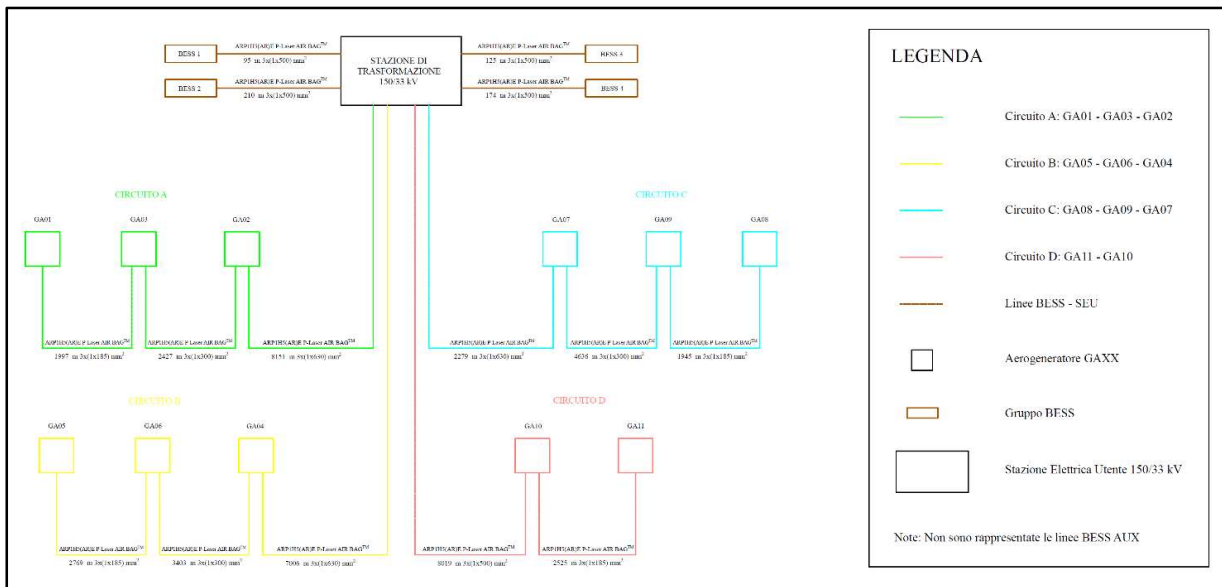 BESS 1
ARP1H5(AR)E P-Laser AIR BAG™
95 m 3x(1x500) mm²
BESS 2
ARP1H5(AR)E P-Laser AIR BAG™
210 m 3x(1x500) mm²
STAZIONE DI
TRASFORMAZIONE
150/33 kV
ARP1H5(AR)E P-Laser AIR BAG™
125 m 3x(1x500) mm²
BESS 3
ARP1H5(AR)E P-Laser AIR BAG™
174 m 3x(1x500) mm²
BESS 4
CIRCUITO A
GA01
GA03
GA02
ARP1H5(AR)E P-Laser AIR BAG™
1997 m 3x(1x185) mm²
ARP1H5(AR)E P-Laser AIR BAG™
2427 m 3x(1x300) mm²
ARP1H5(AR)E P-Laser AIR BAG™
8151 m 3x(1x630) mm²
CIRCUITO C
GA07
GA09
GA08
ARP1H5(AR)E P-Laser AIR BAG™
2279 m 3x(1x630) mm²
ARP1H5(AR)E P-Laser AIR BAG™
4636 m 3x(1x300) mm²
ARP1H5(AR)E P-Laser AIR BAG™
1945 m 3x(1x185) mm²
CIRCUITO B
GA05
GA06
GA04
ARP1H5(AR)E P-Laser AIR BAG™
2769 m 3x(1x185) mm²
ARP1H5(AR)E P-Laser AIR BAG™
3403 m 3x(1x300) mm²
ARP1H5(AR)E P-Laser AIR BAG™
7006 m 3x(1x630) mm²
CIRCUITO D
GA10
GA11
ARP1H5(AR)E P-Laser AIR BAG™
8019 m 3x(1x500) mm²
ARP1H5(AR)E P-Laser AIR BAG™
2525 m 3x(1x185) mm²
LEGENDA
Circuito A: GA01 - GA03 - GA02
Circuito B: GA05 - GA06 - GA04
Circuito C: GA08 - GA09 - GA07
Circuito D: GA11 - GA10
Linee BESS - SEU
Aerogeneratore GAXX
Gruppo BESS
Stazione Elettrica Utente 150/33 kV
Note: Non sono rappresentate le linee BESS AUX